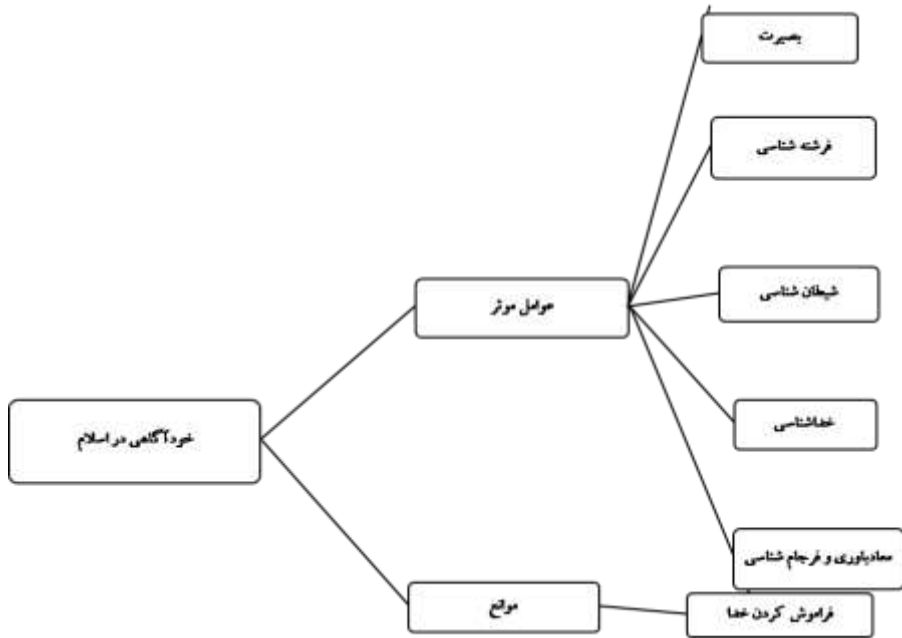 بصیرت
فرشته شناسی
شیطان شناسی
عوامل موثر
خداشناسی
خودآگاهی در اسلام
معادباوری و فرجام شناسی
موانع
فراموش کردن خدا